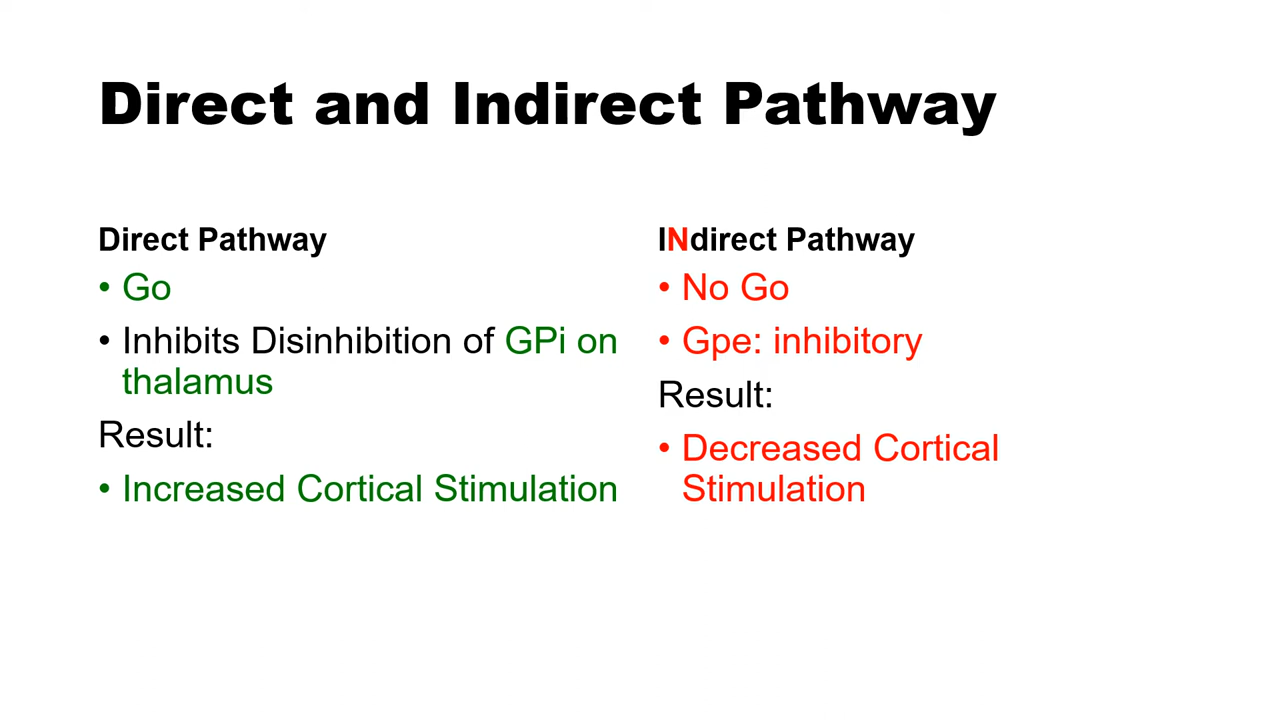 Direct and Indirect Pathway
Direct Pathway
• Go
• Inhibits Disinhibition of GPi on
thalamus
Result:
• Increased Cortical Stimulation
INdirect Pathway
• No Go
• Gpe: inhibitory
Result:
• Decreased Cortical
Stimulation